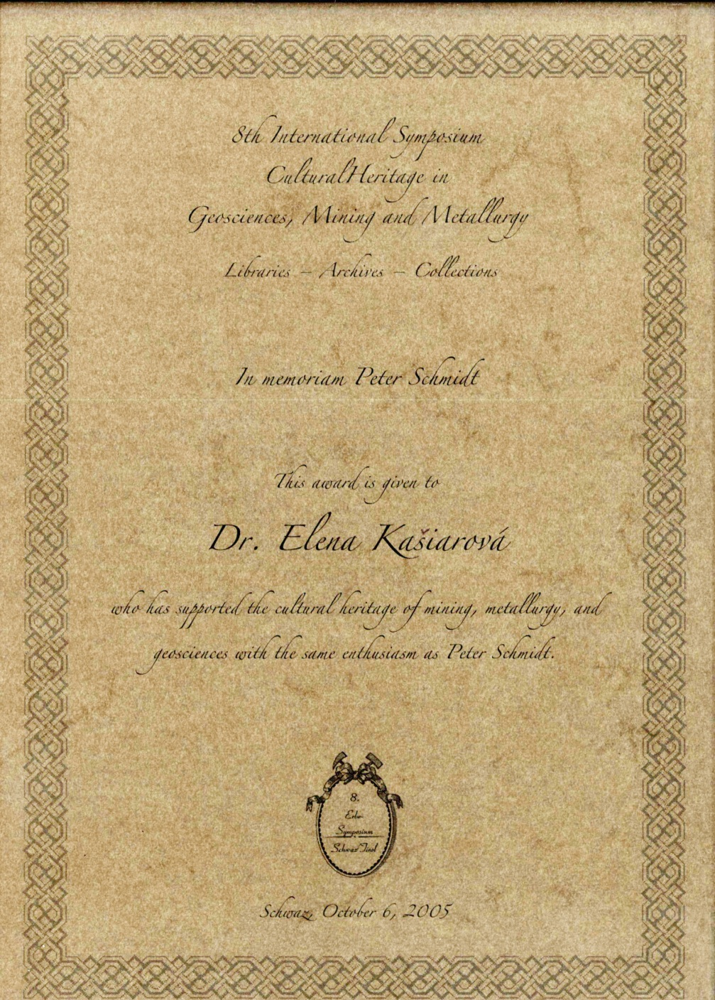 8th International Symposium
Cultural Heritage in
Geosciences, Mining and Metallurgy
Libraries – Archives – Collections
In memoriam Peter Schmidt
This award is given to
Dr. Elena Kašiarová
who has supported the cultural heritage of mining, metallurgy, and
geosciences with the same enthusiasm as Peter Schmidt.
8.
Erbe-
Symposium
Schwaz/Tirol
Schwaz, October 6, 2005